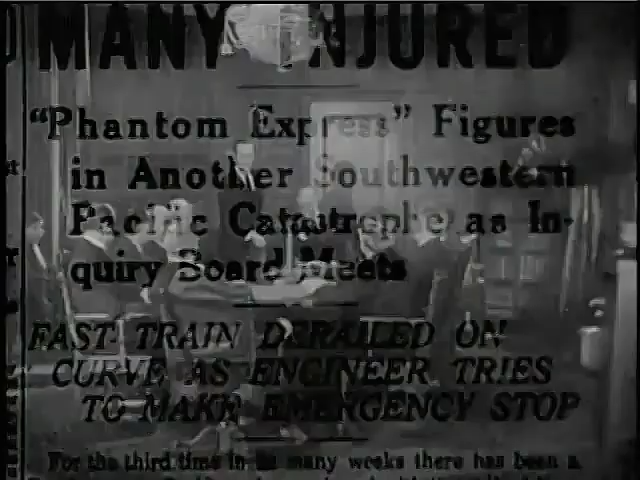 MANY INJURED
"Phantom Express" Figures
in Another Southwestern
Pacific Catastrophe as In-
quiry Board Meets
FAST TRAIN DERAILED ON
CURVE AS ENGINEER TRIES
TO MAKE EMERGENCY STOP
For the third time in as many weeks there has been a